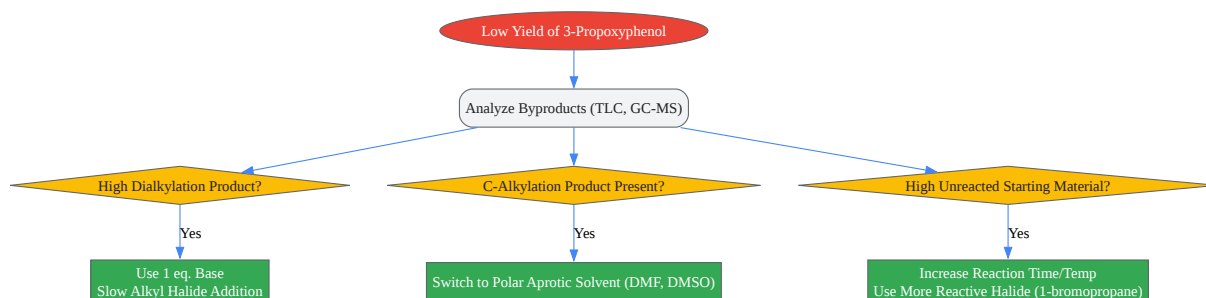 Low Yield of 3-Propoxyphenol
Analyze Byproducts (TLC, GC-MS)
High Dialkylation Product?
C-Alkylation Product Present?
High Unreacted Starting Material?
Yes
Yes
Yes
Use 1 eq. Base
Slow Alkyl Halide Addition
Switch to Polar Aprotic Solvent (DMF, DMSO)
Increase Reaction Time/Temp
Use More Reactive Halide (1-bromopropane)